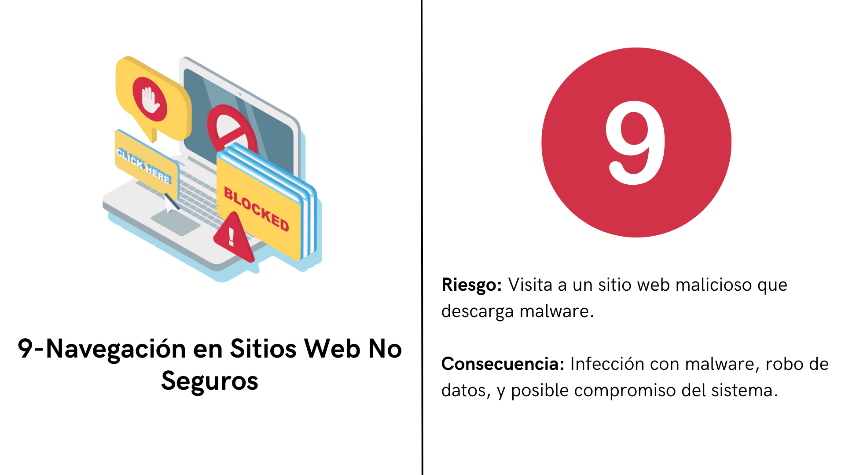 CLICK HERE
BLOCKED
!
9-Navegación en Sitios Web No
Seguros
9
Riesgo: Visita a un sitio web malicioso que
descarga malware.
Consecuencia: Infección con malware, robo de
datos, y posible compromiso del sistema.